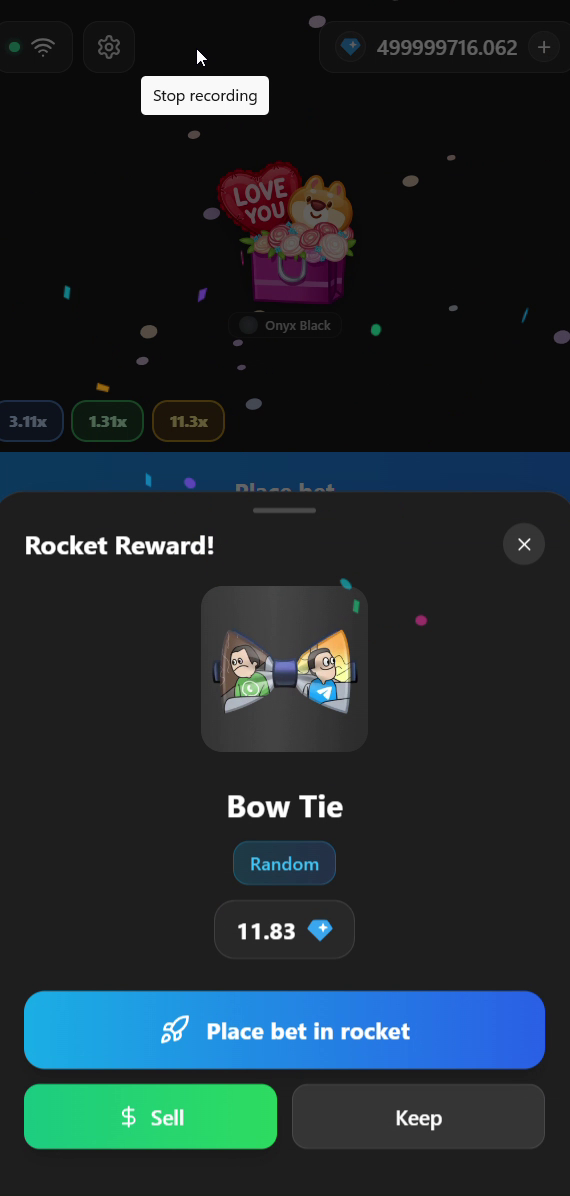 499999716.062
Stop recording
LOVE
YOU
Onyx Black
3.11x
1.31x
11.3x
Place bet
Rocket Reward!
Bow Tie
Random
11.83
Place bet in rocket
$ Sell
Keep